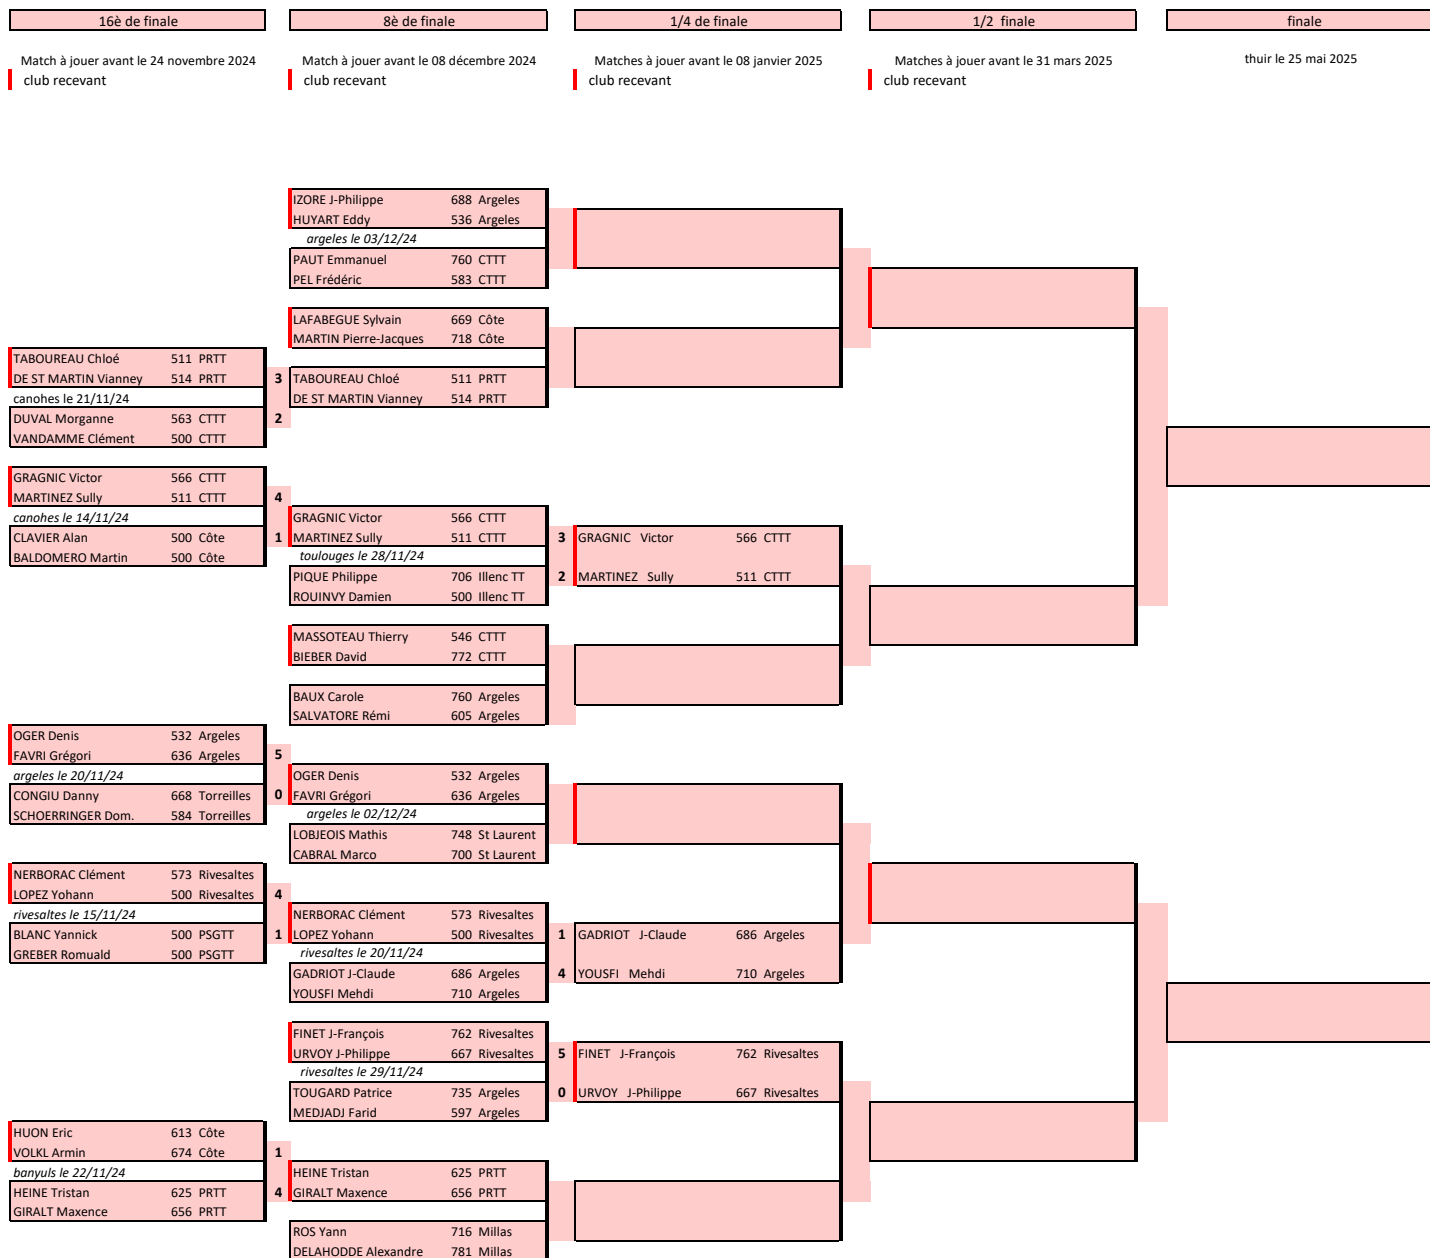 16è de finale
8è de finale
1/4 de finale
1/2 finale
finale
Match à jouer avant le 24 novembre 2024
Match à jouer avant le 08 décembre 2024
Matches à jouer avant le 08 janvier 2025
Matches à jouer avant le 31 mars 2025
thuir le 25 mai 2025
club recevant
club recevant
club recevant
club recevant
TABOUREAU Chloé 511 PRTT
DE ST MARTIN Vianney 514 PRTT 3
canohes le 21/11/24
DUVAL Morganne 563 CTTT 2
VANDAMME Clément 500 CTTT
GRAGNIC Victor 566 CTTT
MARTINEZ Sully 511 CTTT 4
canohes le 14/11/24
CLAVIER Alan 500 Côte 1
BALDOMERO Martin 500 Côte
OGER Denis 532 Argeles
FAVRI Grégori 636 Argeles 5
argeles le 20/11/24
CONGIU Danny 668 Torreilles 0
SCHOERRINGER Dom. 584 Torreilles
NERBORAC Clément 573 Rivesaltes
LOPEZ Yohann 500 Rivesaltes 4
rivesaltes le 15/11/24
BLANC Yannick 500 PSGTT 1
GREBER Romuald 500 PSGTT
HUON Eric 613 Côte
VOLKL Armin 674 Côte 1
banyuls le 22/11/24
HEINE Tristan 625 PRTT 4
GIRALT Maxence 656 PRTT
IZORE J-Philippe 688 Argeles
HUYART Eddy 536 Argeles
argeles le 03/12/24
PAUT Emmanuel 760 CTTT
PEL Frédéric 583 CTTT
LAFABEGUE Sylvain 669 Côte
MARTIN Pierre-Jacques 718 Côte
TABOUREAU Chloé 511 PRTT
DE ST MARTIN Vianney 514 PRTT
GRAGNIC Victor 566 CTTT
MARTINEZ Sully 511 CTTT 3
toulouges le 28/11/24
PIQUE Philippe 706 Illenc TT 2
ROUINVY Damien 500 Illenc TT
MASSOTEAU Thierry 546 CTTT
BIEBER David 772 CTTT
BAUX Carole 760 Argeles
SALVATORE Rémi 605 Argeles
OGER Denis 532 Argeles
FAVRI Grégori 636 Argeles
argeles le 02/12/24
LOBJEOIS Mathis 748 St Laurent
CABRAL Marco 700 St Laurent
NERBORAC Clément 573 Rivesaltes
LOPEZ Yohann 500 Rivesaltes 1
rivesaltes le 20/11/24
GADRIOT J-Claude 686 Argeles 4
YOUSFI Mehdi 710 Argeles
FINET J-François 762 Rivesaltes
URVOY J-Philippe 667 Rivesaltes 5
rivesaltes le 29/11/24
TOUGARD Patrice 735 Argeles 0
MEDJADJ Farid 597 Argeles
HEINE Tristan 625 PRTT
GIRALT Maxence 656 PRTT
ROS Yann 716 Millas
DELAHODDE Alexandre 781 Millas
GRAGNIC Victor 566 CTTT
MARTINEZ Sully 511 CTTT
GADRIOT J-Claude 686 Argeles
YOUSFI Mehdi 710 Argeles
FINET J-François 762 Rivesaltes
URVOY J-Philippe 667 Rivesaltes